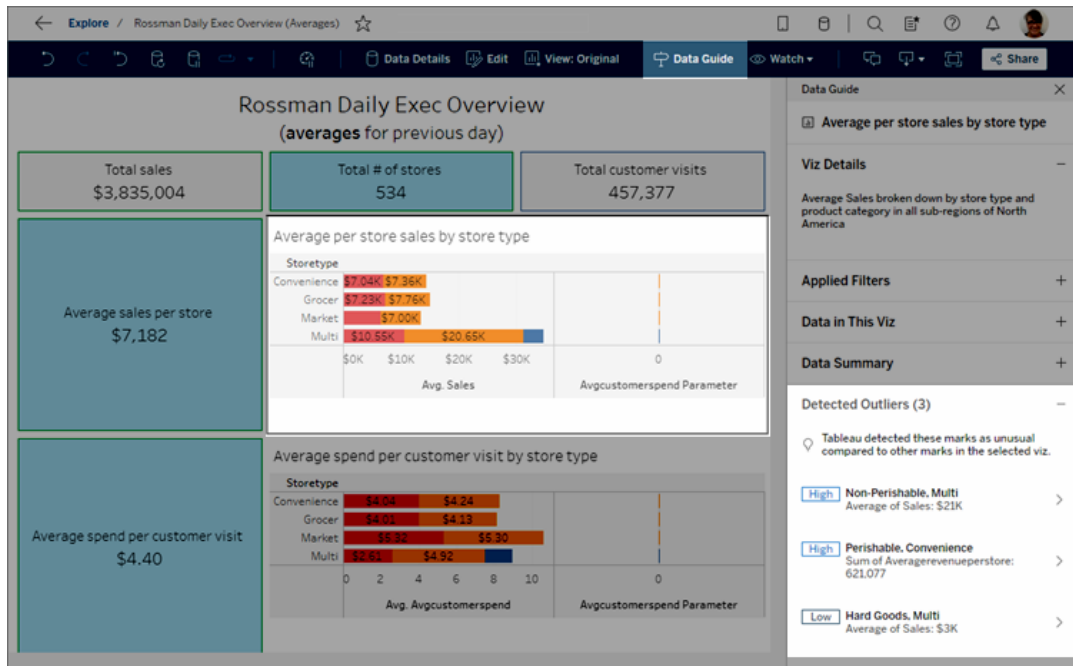 Explore / Rossman Daily Exec Overview (Averages)
Data Details Edit View: Original Data Guide Watch Share
Rossman Daily Exec Overview
(averages for previous day)
Total sales
$3,835,004
Total # of stores
534
Total customer visits
457,377
Average sales per store
$7,182
Average per store sales by store type
Storetype
Convenience $7.04K $7.36K
Grocer $7.23K $7.76K
Market $7.00K
Multi $10.55K $20.65K
$0K $10K $20K $30K 0
Avg. Sales Avgcustomerspend Parameter
Average spend per customer visit
$4.40
Average spend per customer visit by store type
Storetype
Convenience $4.04 $4.24
Grocer $4.01 $4.13
Market $5.32 $5.30
Multi $2.61 $4.92
0 2 4 6 8 10 0
Avg. Avgcustomerspend Avgcustomerspend Parameter
Data Guide
Average per store sales by store type
Viz Details
Average Sales broken down by store type and
product category in all sub-regions of North
America
Applied Filters
Data in This Viz
Data Summary
Detected Outliers (3)
Tableau detected these marks as unusual
compared to other marks in the selected viz.
High Non-Perishable, Multi
Average of Sales: $21K
High Perishable, Convenience
Sum of Averagerevenueperstore:
621,077
Low Hard Goods, Multi
Average of Sales: $3K